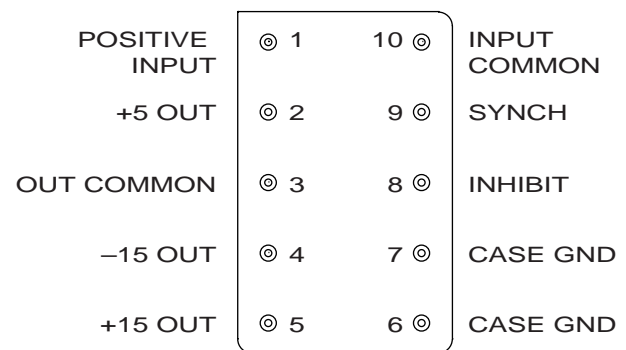 POSITIVE INPUT 1 10 INPUT COMMON
+5 OUT 2 9 SYNCH
OUT COMMON 3 8 INHIBIT
–15 OUT 4 7 CASE GND
+15 OUT 5 6 CASE GND